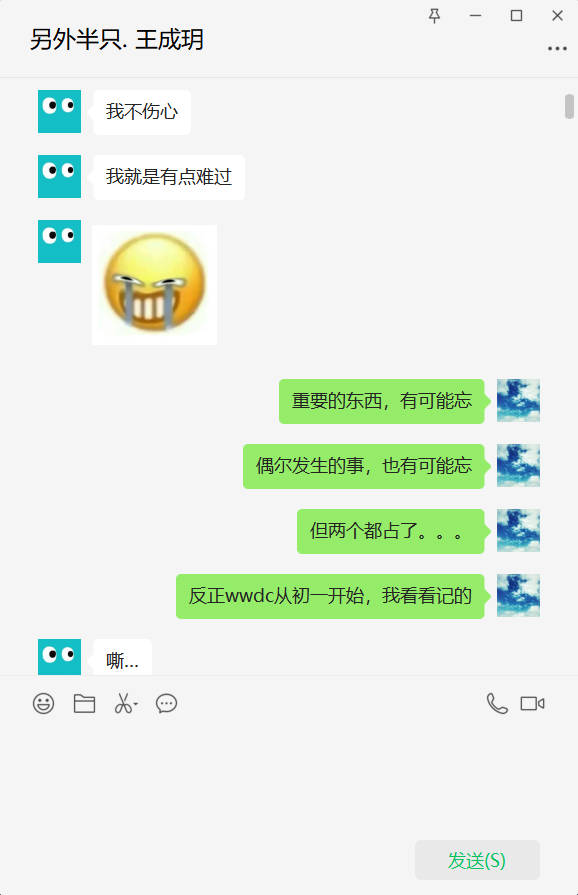 另外半只. 王成玥
我不伤心
我就是有点难过
重要的东西，有可能忘
偶尔发生的事，也有可能忘
但两个都占了。。。
反正wwdc从初一开始，我看看记的
嘶...
发送(S)